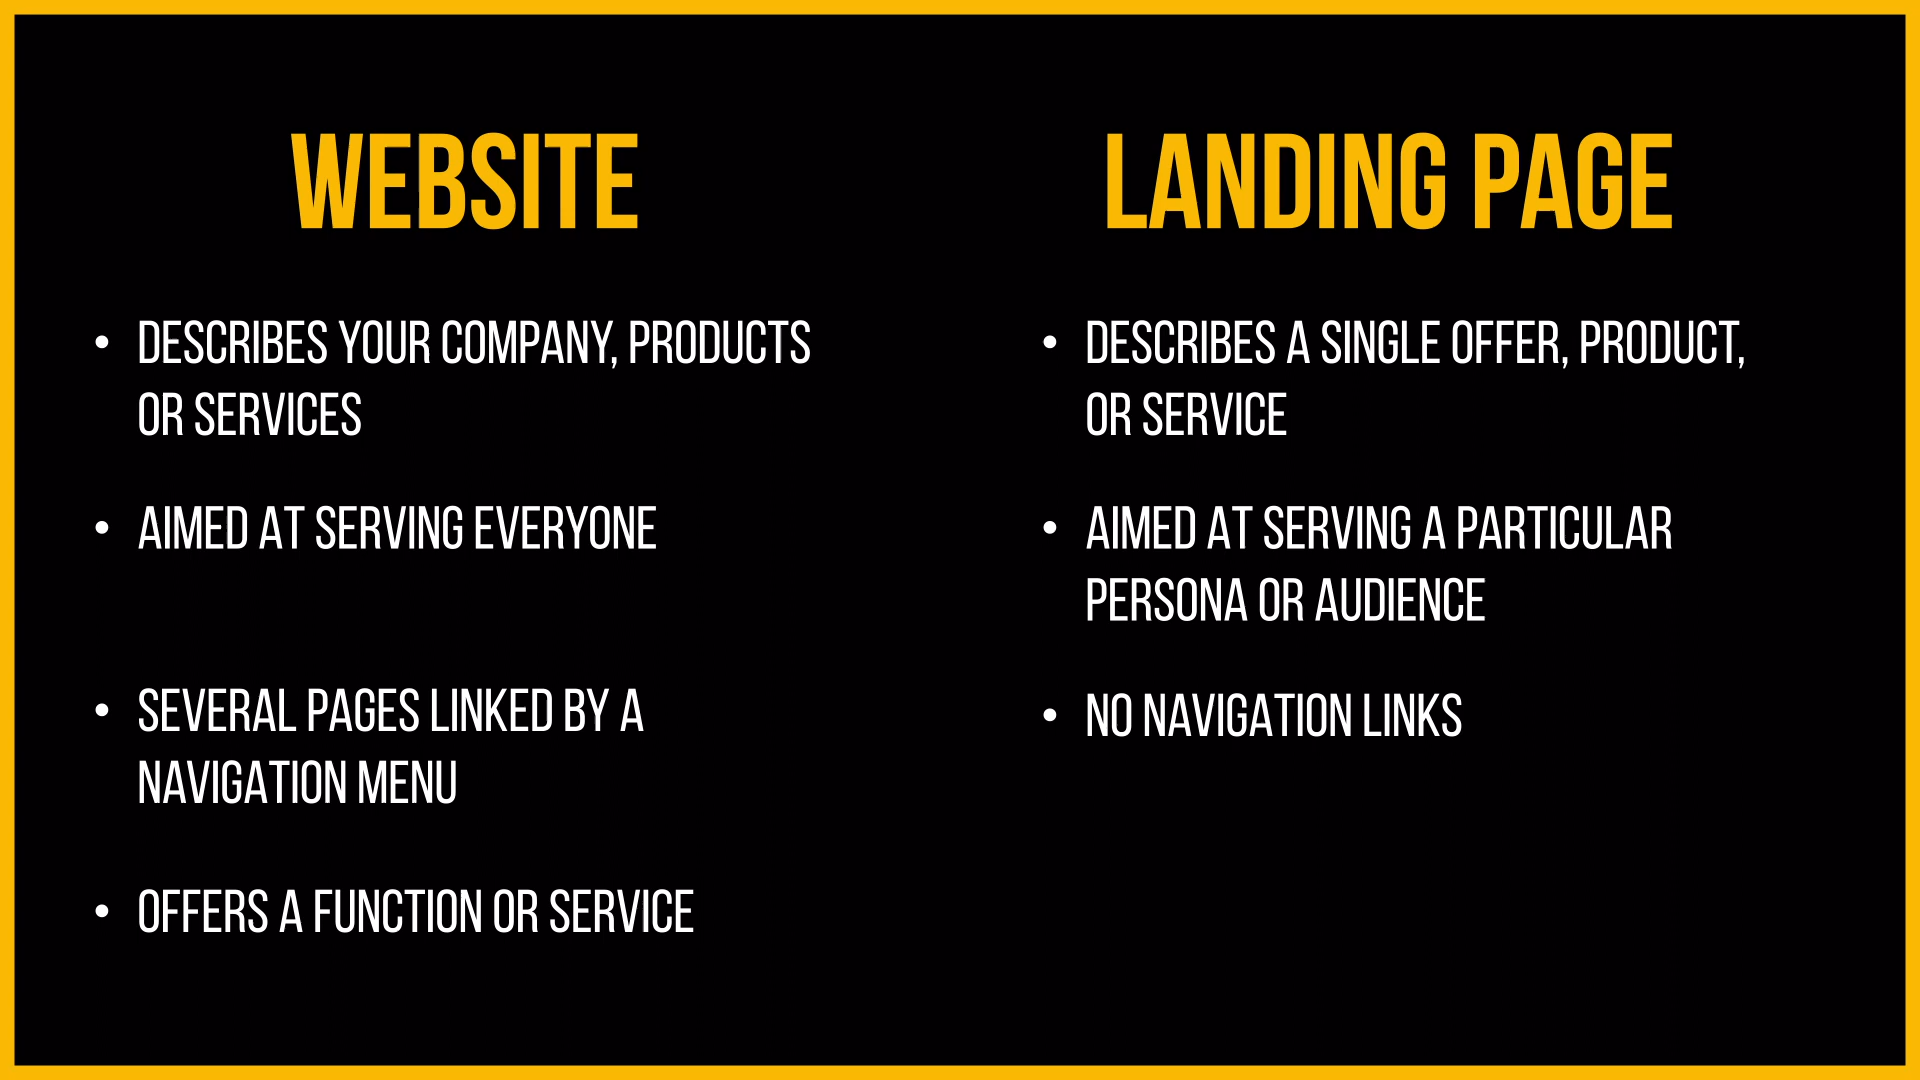 WEBSITE
• DESCRIBES YOUR COMPANY, PRODUCTS
OR SERVICES
• AIMED AT SERVING EVERYONE
• SEVERAL PAGES LINKED BY A
NAVIGATION MENU
• OFFERS A FUNCTION OR SERVICE
LANDING PAGE
• DESCRIBES A SINGLE OFFER, PRODUCT,
OR SERVICE
• AIMED AT SERVING A PARTICULAR
PERSONA OR AUDIENCE
• NO NAVIGATION LINKS